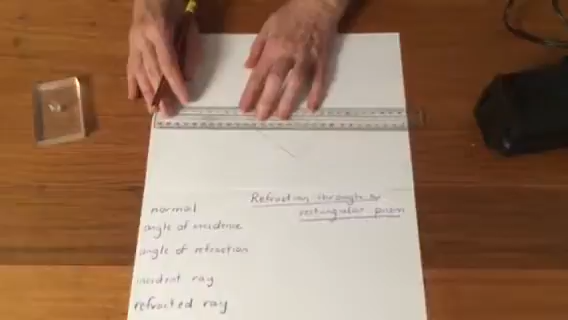 Refraction through a
rectangular prism
normal
angle of incidence
angle of refraction
incident ray
refracted ray